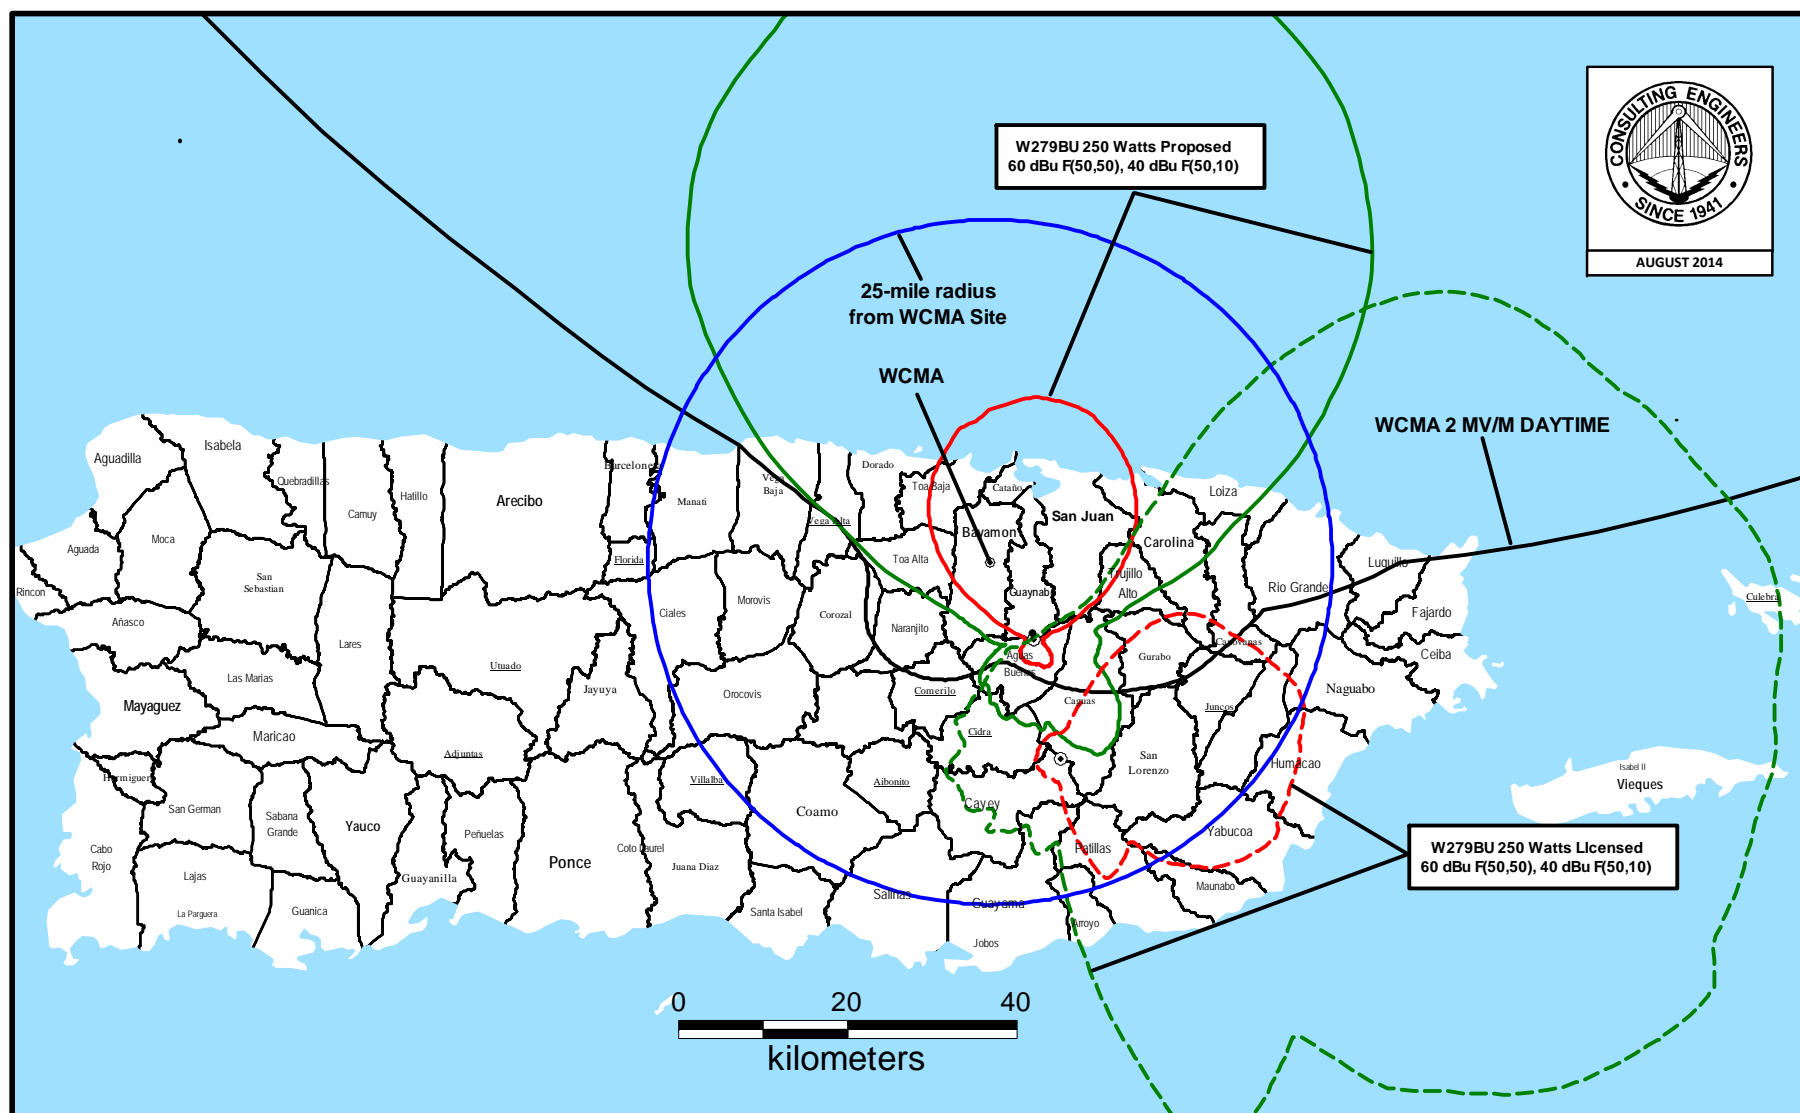 CONSULTING ENGINEERS
SINCE 1941
AUGUST 2014
W279BU 250 Watts Proposed
60 dBu F(50,50), 40 dBu F(50,10)
25-mile radius
from WCMA Site
WCMA
WCMA 2 MV/M DAYTIME
Isabela
Aguadilla
Quebradillas
Camuy
Hatillo
Arecibo
Barceloneta
Manati
Vega
Baja
Vega Alta
Dorado
Toa Baja
Cataño
San Juan
Loiza
Bayamon
Carolina
Moca
Aguada
Rincon
San
Sebastian
Florida
Toa Alta
Guaynabo
Trujillo
Alto
Rio Grande
Luquillo
Fajardo
Culebra
Añasco
Lares
Ciales
Morovis
Corozal
Naranjito
Canovanas
Ceiba
Las Marias
Utuado
Jayuya
Orocovis
Comerilo
Aguas
Buenas
Gurabo
Naguabo
Mayaguez
Maricao
Adjuntas
Caguas
Juncos
Cidra
San
Lorenzo
Humacao
Hormigueros
San German
Sabana
Grande
Yauco
Peñuelas
Villalba
Coamo
Aibonito
Cayey
Yabucoa
Patillas
Isabel II
Vieques
Cabo
Rojo
Lajas
La Parguera
Guanica
Guayanilla
Ponce
Coto Laurel
Juana Diaz
Santa Isabel
Salinas
Guayama
Jobos
Arroyo
Maunabo
W279BU 250 Watts LIcensed
60 dBu F(50,50), 40 dBu F(50,10)
0 20 40
kilometers